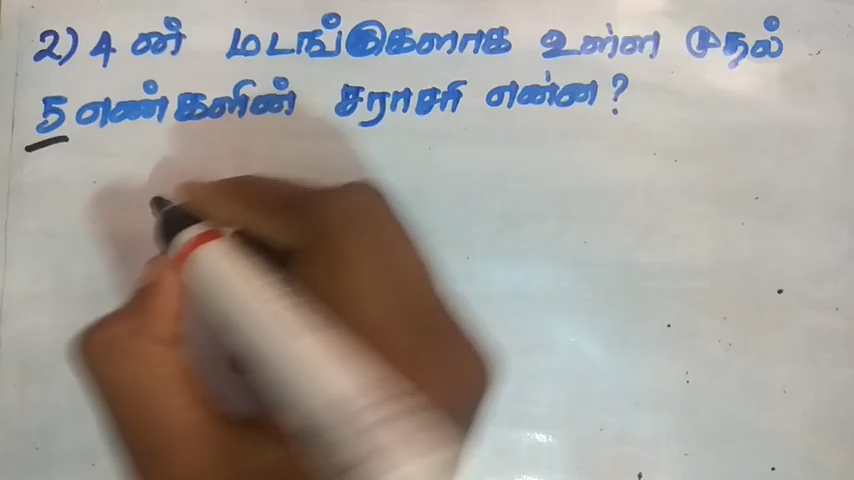 2) 4 ன் மடங்குகளாக உள்ள முதல்
5 எண்களின் சராசரி என்ன?